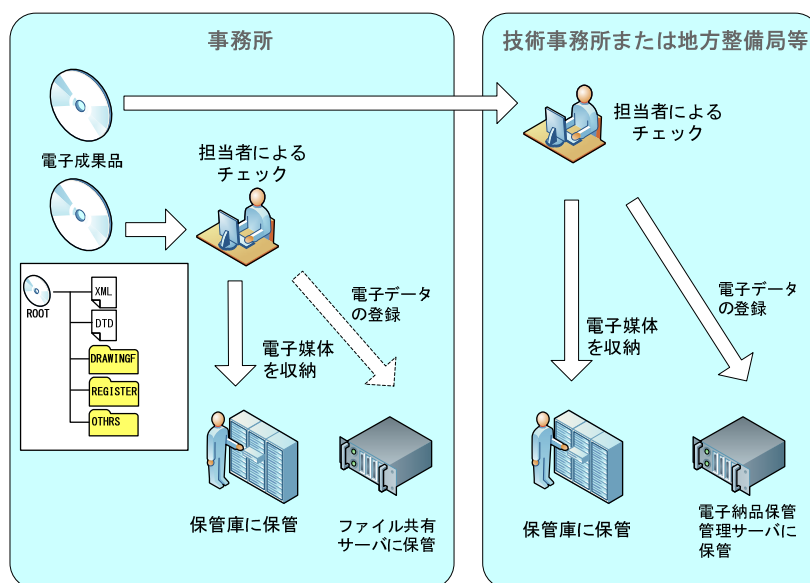 事務所
電子成果品
担当者による
チェック
ROOT
XML
DTD
DRAWINGF
REGISTER
OTHRS
電子データ
の登録
電子媒体
を収納
保管庫に保管
ファイル共有
サーバに保管
技術事務所または地方整備局等
担当者による
チェック
電子データ
の登録
電子媒体
を収納
保管庫に保管
電子納品保管
管理サーバに
保管